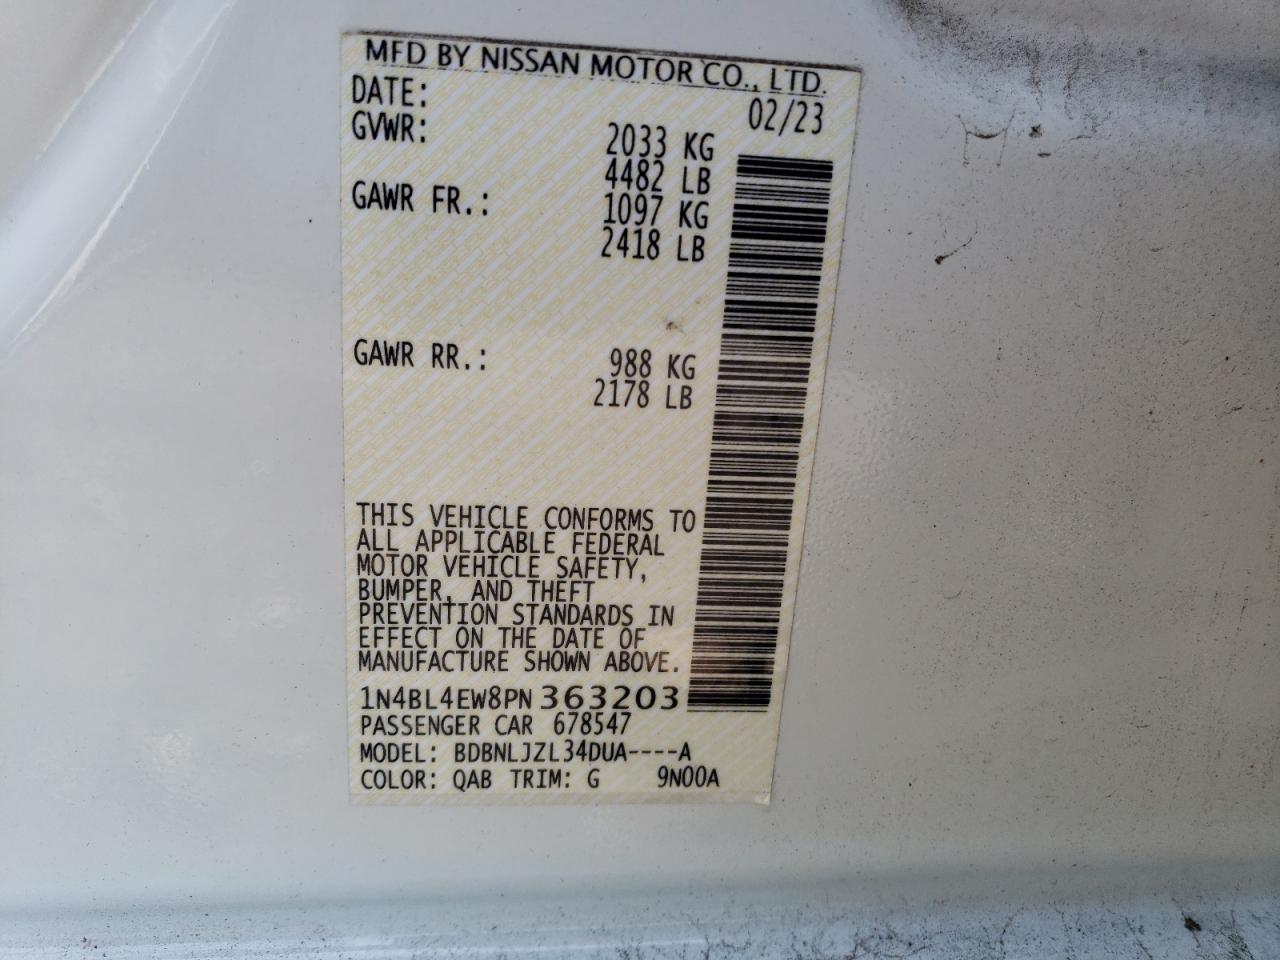 MFD BY NISSAN MOTOR CO., LTD.
DATE: 02/23
GVWR: 2033 KG
4482 LB
GAWR FR.: 1097 KG
2418 LB
GAWR RR.: 988 KG
2178 LB
THIS VEHICLE CONFORMS TO
ALL APPLICABLE FEDERAL
MOTOR VEHICLE SAFETY,
BUMPER, AND THEFT
PREVENTION STANDARDS IN
EFFECT ON THE DATE OF
MANUFACTURE SHOWN ABOVE.
1N4BL4EW8PN363203
PASSENGER CAR 678547
MODEL: BDBNLJZL34DUA----A
COLOR: QAB TRIM: G 9N00A